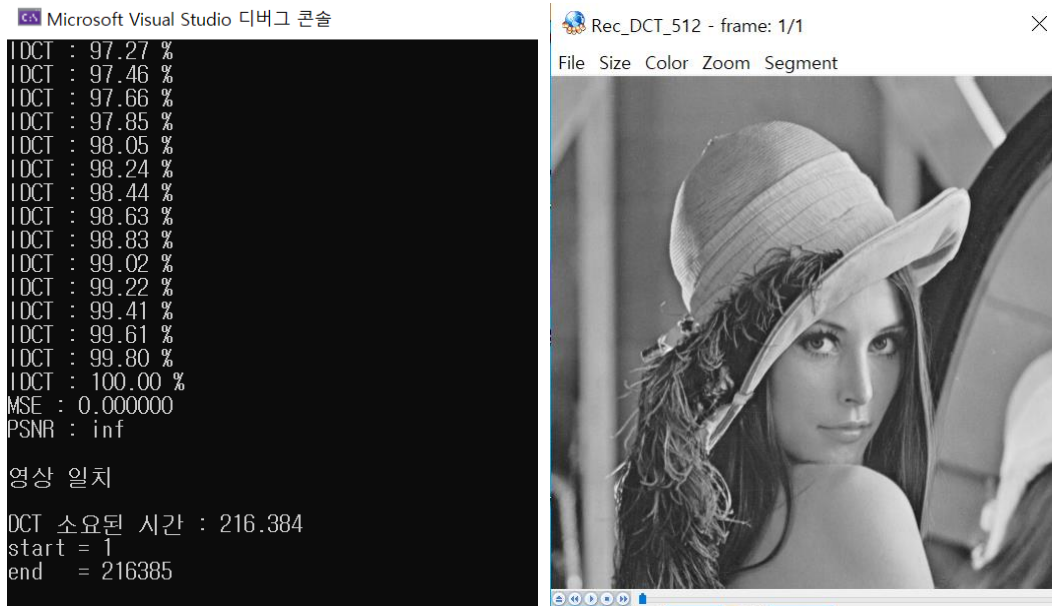 Microsoft Visual Studio 디버그 콘솔
IDCT : 97.27 %
IDCT : 97.46 %
IDCT : 97.66 %
IDCT : 97.85 %
IDCT : 98.05 %
IDCT : 98.24 %
IDCT : 98.44 %
IDCT : 98.63 %
IDCT : 98.83 %
IDCT : 99.02 %
IDCT : 99.22 %
IDCT : 99.41 %
IDCT : 99.61 %
IDCT : 99.80 %
IDCT : 100.00 %
MSE : 0.000000
PSNR : inf
영상 일치
DCT 소요된 시간 : 216.384
start = 1
end   = 216385
Rec_DCT_512 - frame: 1/1
File Size Color Zoom Segment